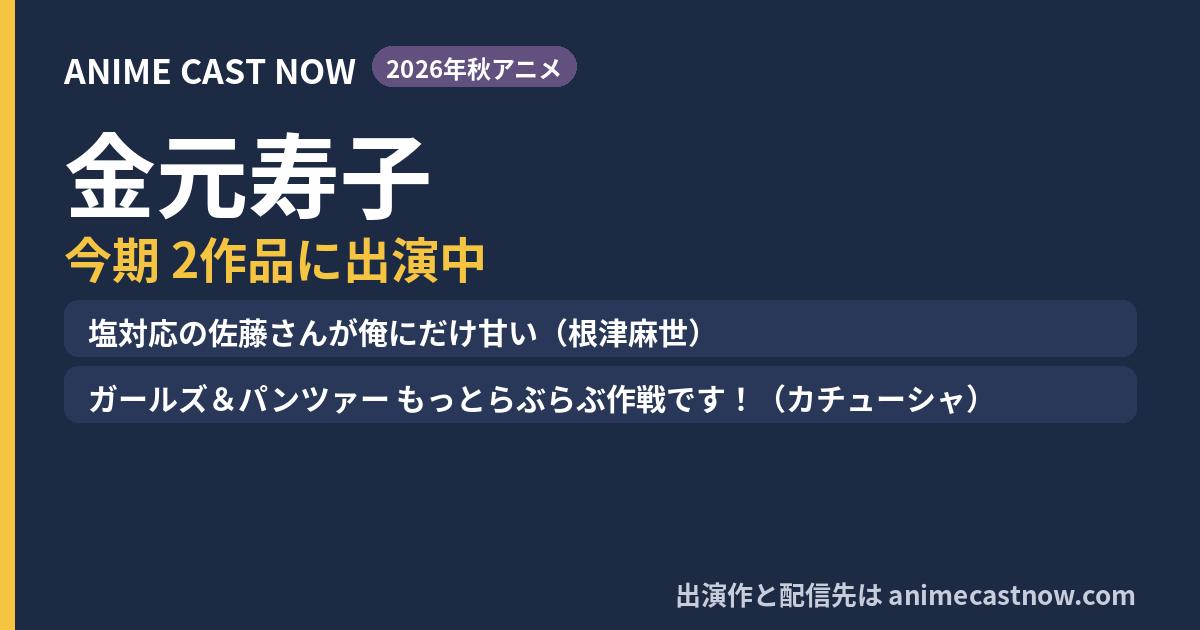 ANIME CAST NOW 2026年秋アニメ
金元寿子
今期 2作品に出演中
塩対応の佐藤さんが俺にだけ甘い（根津麻世）
ガールズ＆パンツァー もっとらぶらぶ作戦です！（カチューシャ）
出演作と配信先は animecastnow.com